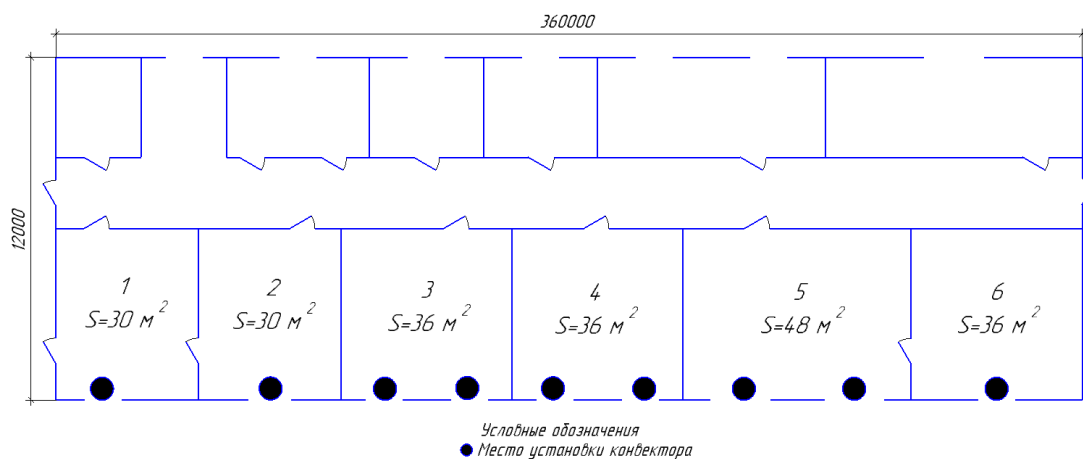 360000
12000
1
S=30 м²
2
S=30 м²
3
S=36 м²
4
S=36 м²
5
S=48 м²
6
S=36 м²
Условные обозначения
Место установки конвектора